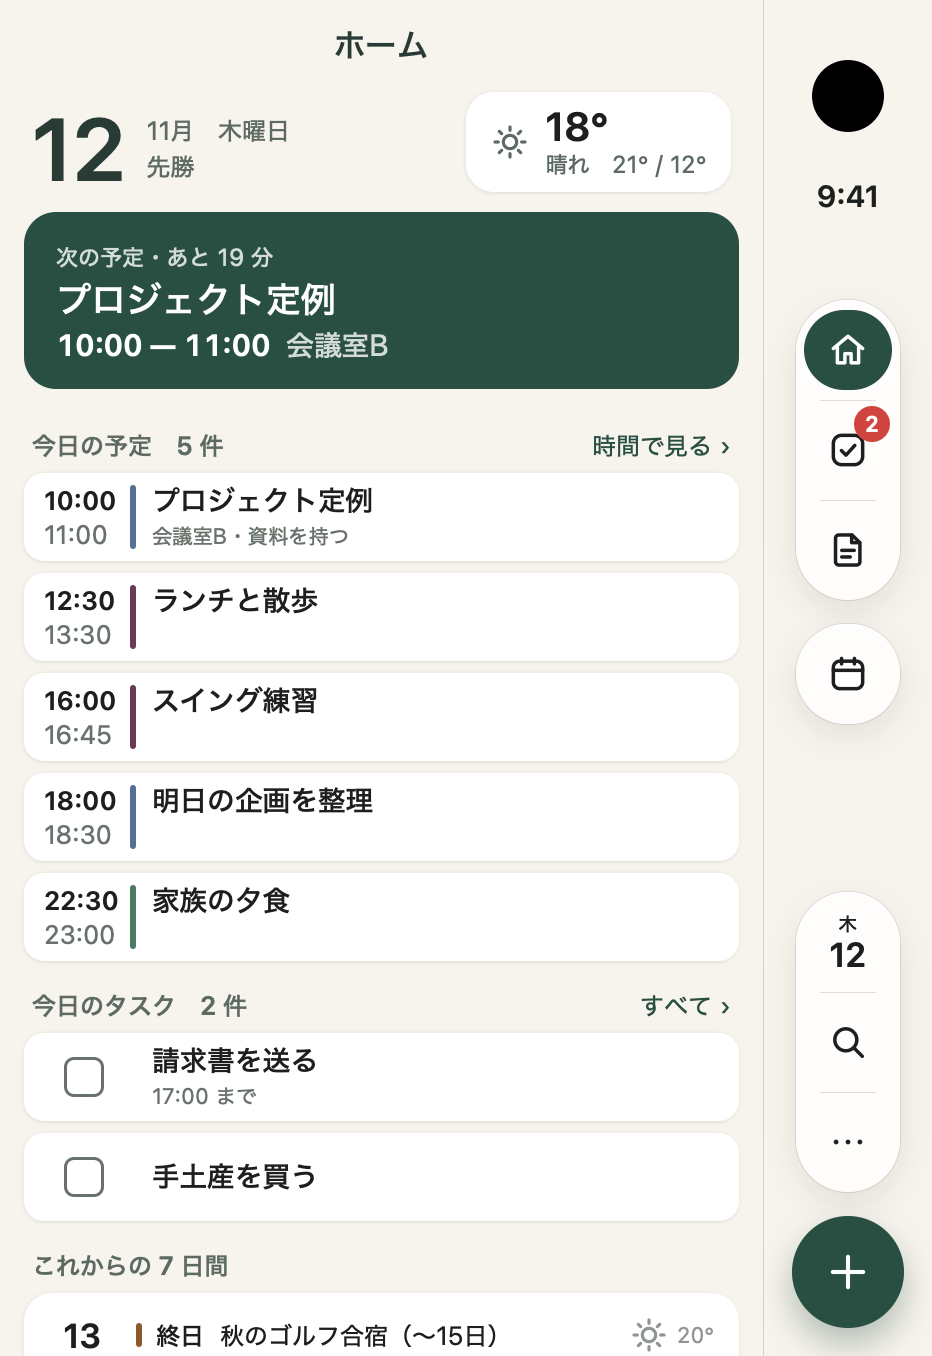 ホーム
12
11月　木曜日
先勝
18°
晴れ　21° / 12°
9:41
次の予定・あと 19 分
プロジェクト定例
10:00 — 11:00 会議室B
今日の予定　5 件
時間で見る ›
10:00
11:00
プロジェクト定例
会議室B・資料を持つ
12:30
13:30
ランチと散歩
16:00
16:45
スイング練習
18:00
18:30
明日の企画を整理
22:30
23:00
家族の夕食
今日のタスク　2 件
すべて ›
請求書を送る
17:00 まで
手土産を買う
これからの 7 日間
13 終日 秋のゴルフ合宿（〜15日） 20°
2
木
12